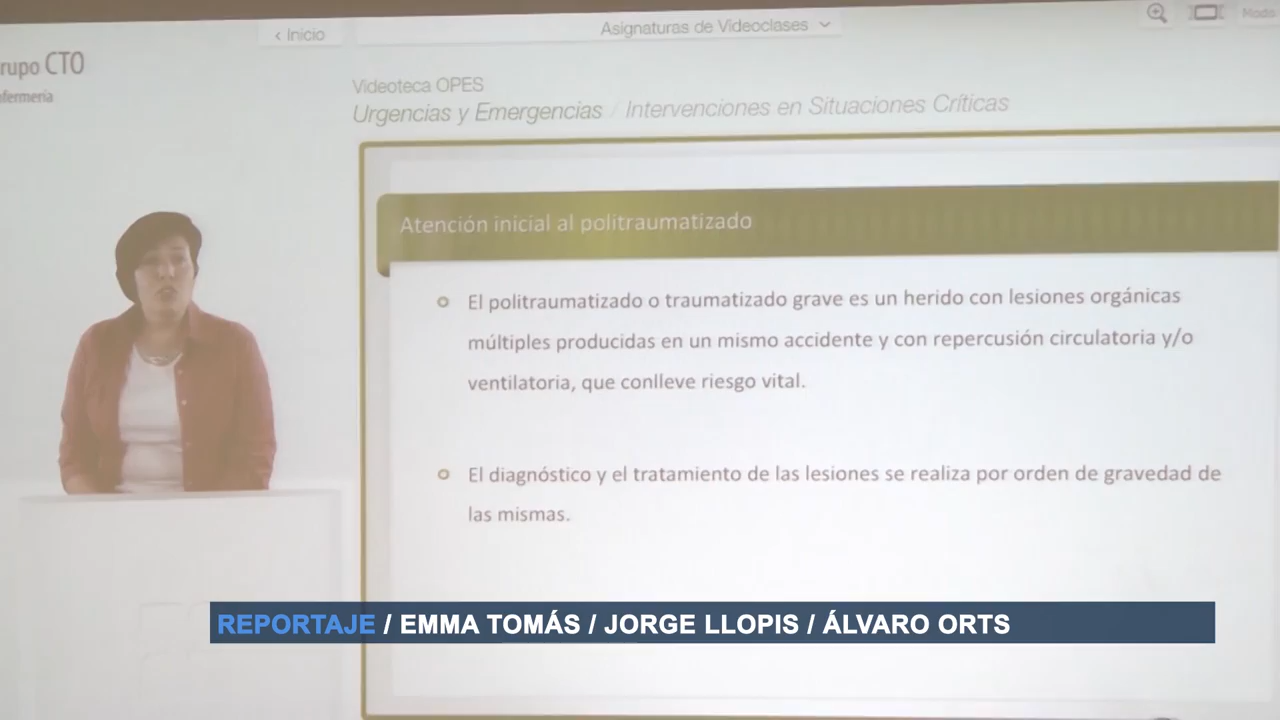 ‹ Inicio
Asignaturas de Videoclases
Modo
rupo CTO
nfermería
Videoteca OPES
Urgencias y Emergencias / Intervenciones en Situaciones Críticas
Atención inicial al politraumatizado
El politraumatizado o traumatizado grave es un herido con lesiones orgánicas
múltiples producidas en un mismo accidente y con repercusión circulatoria y/o
ventilatoria, que conlleve riesgo vital.
El diagnóstico y el tratamiento de las lesiones se realiza por orden de gravedad de
las mismas.
REPORTAJE / EMMA TOMÁS / JORGE LLOPIS / ÁLVARO ORTS